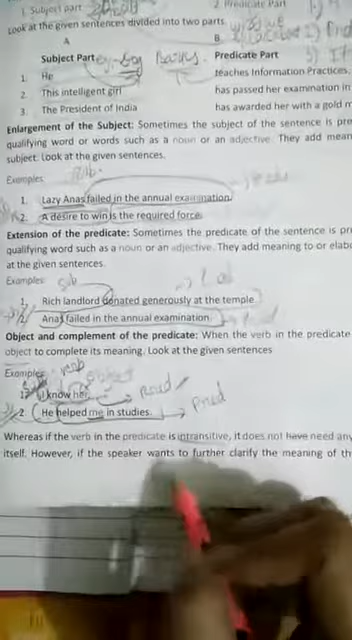 1. Subject part 2. Predicate Part
Look at the given sentences divided into two parts.
A B
Subject Part Predicate Part
1. He teaches Information Practices.
2. This intelligent girl has passed her examination in
3. The President of India has awarded her with a gold m
Enlargement of the Subject: Sometimes the subject of the sentence is pre
qualifying word or words such as a noun or an adjective. They add mean
subject. Look at the given sentences.
Examples
1. Lazy Anas failed in the annual examination.
2. A desire to win is the required force.
Extension of the predicate: Sometimes the predicate of the sentence is pr
qualifying word such as a noun or an adjective. They add meaning to or elabo
at the given sentences.
Examples sub
1. Rich landlord donated generously at the temple
2. Anas failed in the annual examination
Object and complement of the predicate: When the verb in the predicate
object to complete its meaning. Look at the given sentences
Examples verb object
1. I know her.
2. He helped me in studies. pred
Whereas if the verb in the predicate is intransitive, it does not have need any
itself. However, if the speaker wants to further clarify the meaning of th